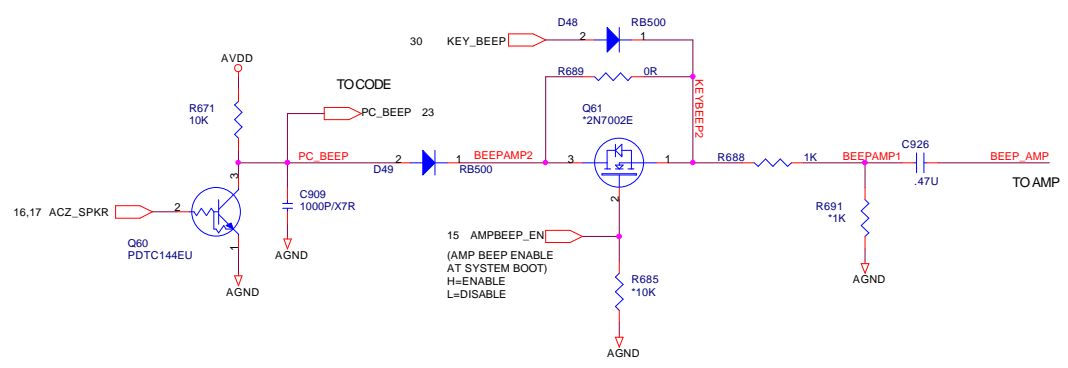 D48
RB500
30
KEY_BEEP
2
1
AVDD
R689
0R
TO CODE
R671
10K
PC_BEEP
23
Q61
*2N7002E
KEYBEEP2
PC_BEEP
2
D49
1
RB500
BEEPAMP2
3
1
R688
1K
BEEPAMP1
C926
.47U
BEEP_AMP
TO AMP
3
C909
1000P/X7R
2
16,17
ACZ_SPKR
2
R691
*1K
Q60
PDTC144EU
1
AGND
15
AMPBEEP_EN
(AMP BEEP ENABLE
AT SYSTEM BOOT)
H=ENABLE
L=DISABLE
R685
*10K
AGND
AGND
AGND